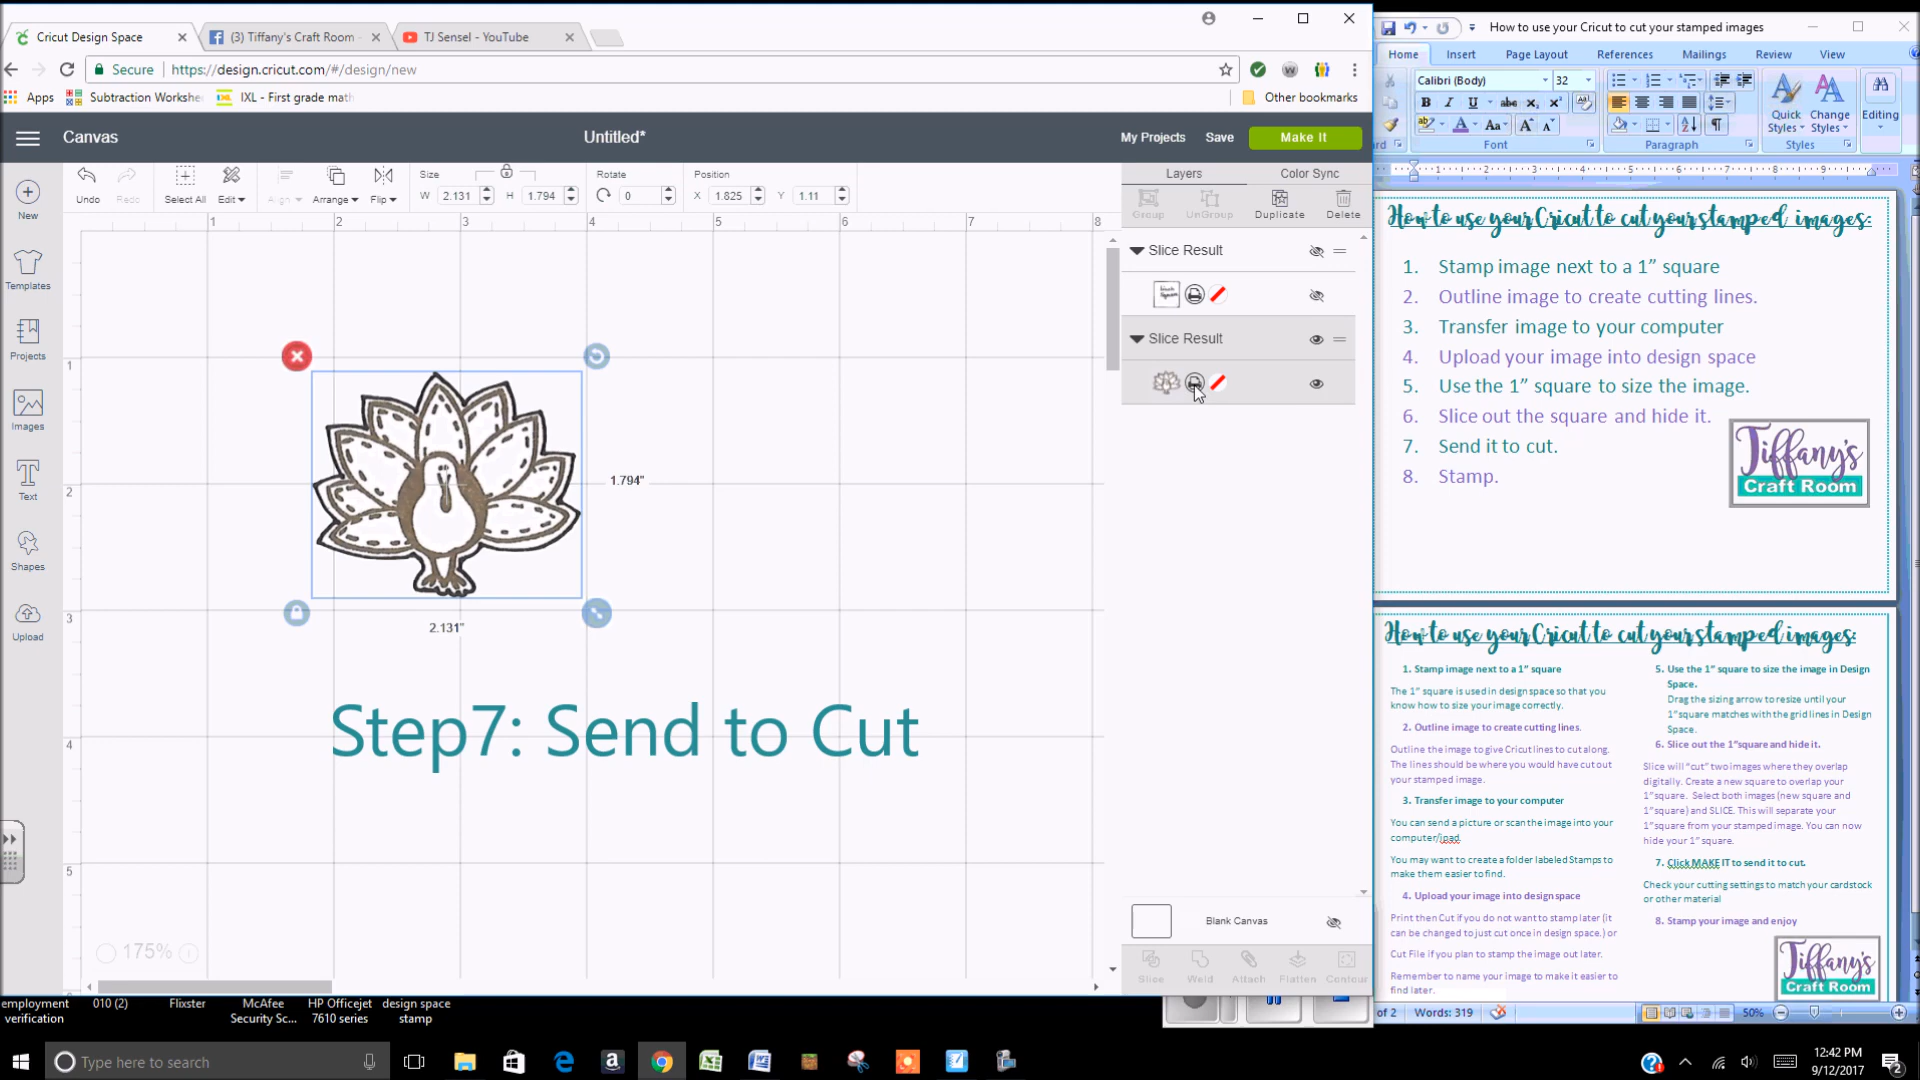 Cricut Design Space
(3) Tiffany's Craft Room -
TJ Sensel - YouTube
Secure
https://design.cricut.com/#/design/new
Apps
Subtraction Workshe
IXL - First grade math
Other bookmarks
Canvas
Untitled*
My Projects
Save
Make It
Undo
Redo
Select All
Edit
Align
Arrange
Flip
Size
W 2.131
H 1.794
Rotate
0
Position
X 1.825
Y 1.11
Layers
Color Sync
Group
UnGroup
Duplicate
Delete
New
Templates
Projects
Images
Text
Shapes
Upload
1 2 3 4 5 6 7 8
1
2
3
4
5
1.794"
2.131"
Step7: Send to Cut
175%
Slice Result
Slice Result
Blank Canvas
Slice
Weld
Attach
Flatten
Contour
How to use your Cricut to cut your stamped images
Home
Insert
Page Layout
References
Mailings
Review
View
Calibri (Body)
32
Quick Styles
Change Styles
Editing
Font
Paragraph
Styles
How to use your Cricut to cut your stamped images:
1. Stamp image next to a 1” square
2. Outline image to create cutting lines.
3. Transfer image to your computer
4. Upload your image into design space
5. Use the 1” square to size the image.
6. Slice out the square and hide it.
7. Send it to cut.
8. Stamp.
Tiffany's
Craft Room
How to use your Cricut to cut your stamped images:
1. Stamp image next to a 1” square
The 1” square is used in design space so that you
know how to size your image correctly.
2. Outline image to create cutting lines.
Outline the image to give Cricut lines to cut along.
The lines should be where you would have cut out
your stamped image.
3. Transfer image to your computer
You can send a picture or scan the image into your
computer/ipad.
You may want to create a folder labeled Stamps to
make them easier to find.
4. Upload your image into design space
Print then Cut if you do not want to stamp later (it
can be changed to just cut once in design space.) or
Cut File if you plan to stamp the image out later.
Remember to name your image to make it easier to
find later.
5. Use the 1” square to size the image in Design
Space.
Drag the sizing arrow to resize until your
1”square matches with the grid lines in Design
Space.
6. Slice out the 1”square and hide it.
Slice will “cut” two images where they overlap
digitally. Create a new square to overlap your
1”square. Select both images (new square and
1”square) and SLICE. This will separate your
1”square from your stamped image. You can now
hide your 1” square.
7. Click MAKE IT to send it to cut.
Check your cutting settings to match your cardstock
or other material
8. Stamp your image and enjoy
Tiffany's
Craft Room
of 2
Words: 319
50%
employment
verification
010 (2)
Flixster
McAfee
Security Sc...
HP Officejet
7610 series
design space
stamp
Type here to search
12:42 PM
9/12/2017
2